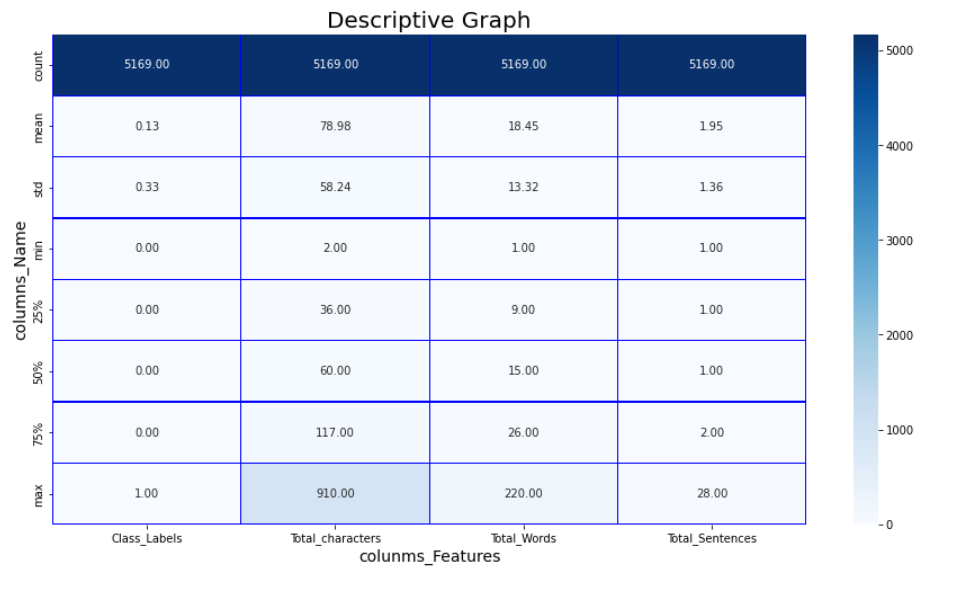 Descriptive Graph
columns_Name
count 5169.00 5169.00 5169.00 5169.00
mean 0.13 78.98 18.45 1.95
std 0.33 58.24 13.32 1.36
min 0.00 2.00 1.00 1.00
25% 0.00 36.00 9.00 1.00
50% 0.00 60.00 15.00 1.00
75% 0.00 117.00 26.00 2.00
max 1.00 910.00 220.00 28.00
Class_Labels Total_characters Total_Words Total_Sentences
colunms_Features
5000
4000
3000
2000
1000
0